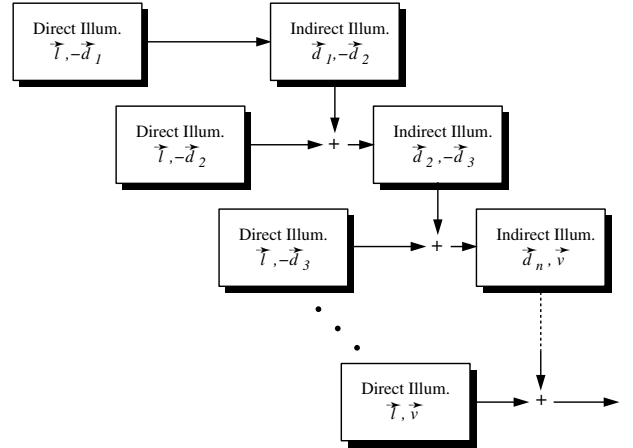 Direct Illum.
l⃗ ,−d⃗ 1
Indirect Illum.
d⃗ 1,−d⃗ 2
Direct Illum.
l⃗ ,−d⃗ 2
+
Indirect Illum.
d⃗ 2 ,−d⃗ 3
Direct Illum.
l⃗ ,−d⃗ 3
+
Indirect Illum.
d⃗ n , v⃗
Direct Illum.
l⃗ , v⃗
+